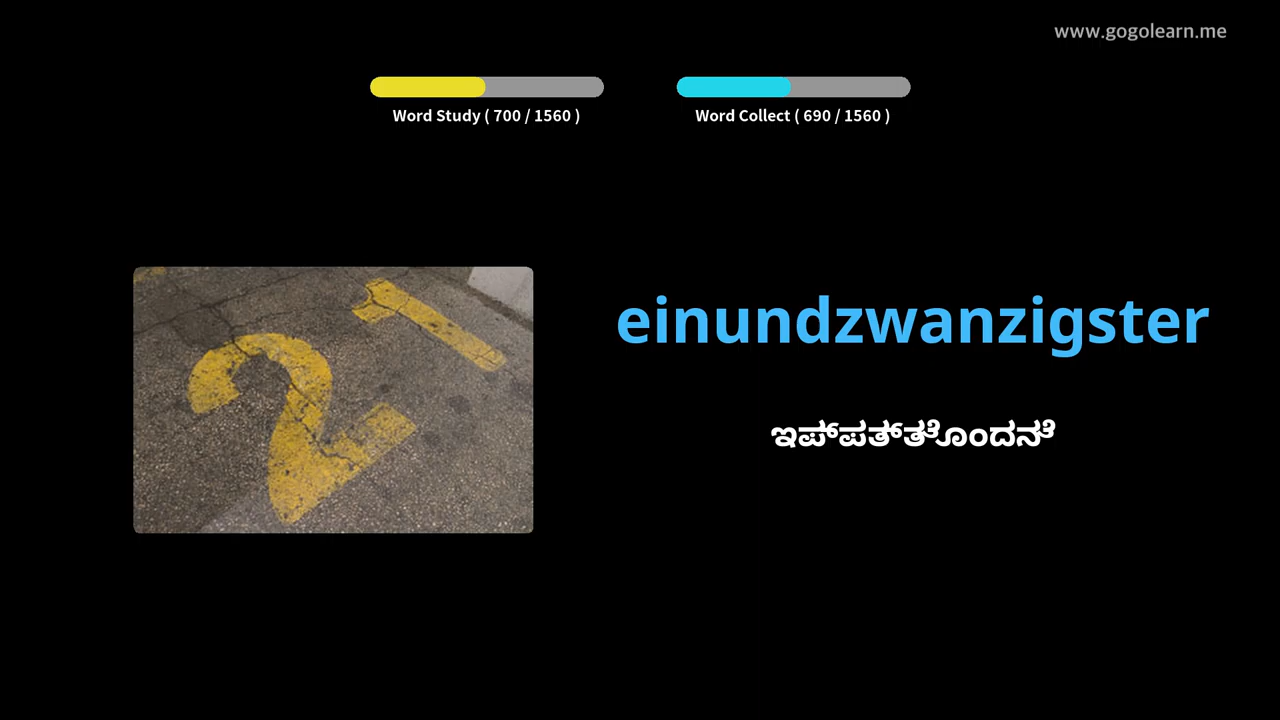 www.gogolearn.me
Word Study ( 700 / 1560 )
Word Collect ( 690 / 1560 )
21
einundzwanzigster
ಇಪ್ಪತ್ತೊಂದನೆ